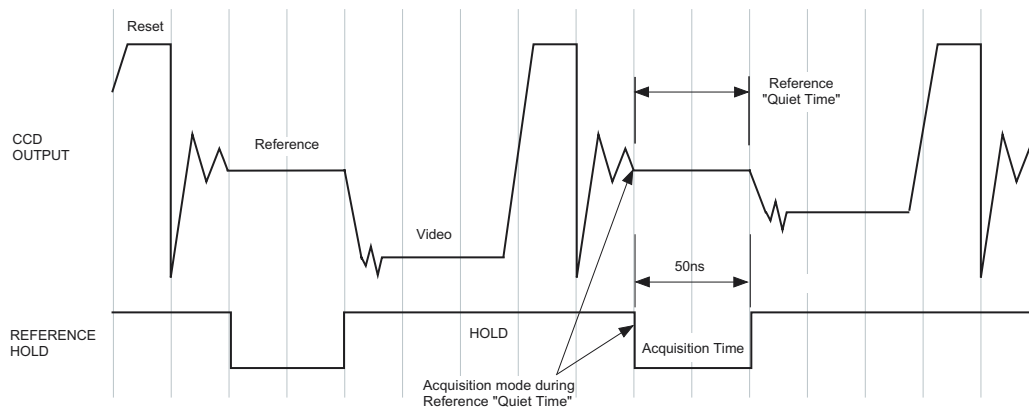 Reset
Reference
"Quiet Time"
CCD
OUTPUT
Reference
Video
50ns
REFERENCE
HOLD
HOLD
Acquisition Time
Acquisition mode during
Reference "Quiet Time"